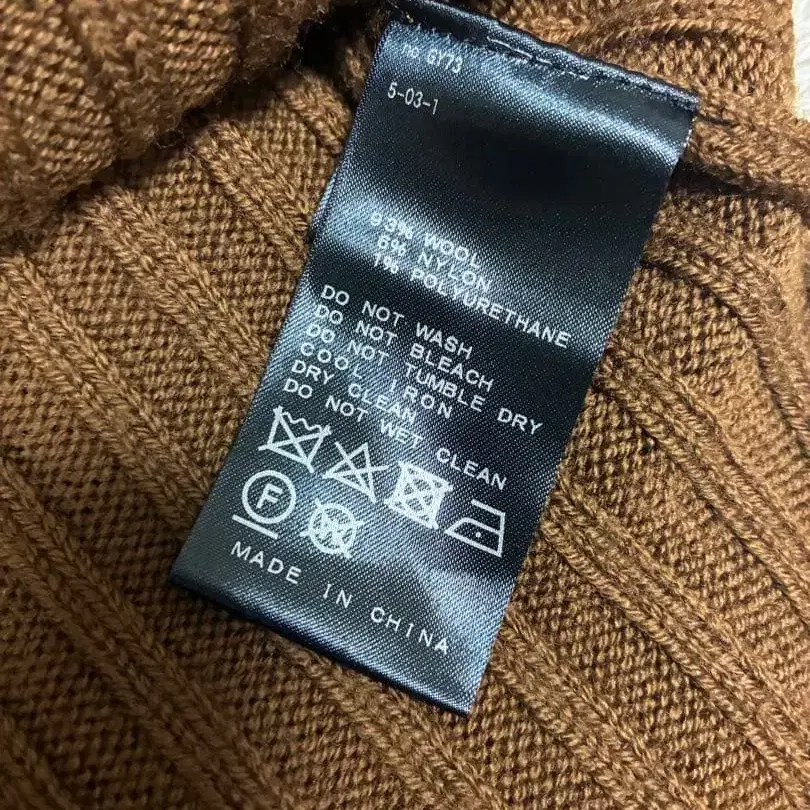 no GY73
5-03-1
93% WOOL
6% NYLON
1% POLYURETHANE
DO NOT WASH
DO NOT BLEACH
DO NOT TUMBLE DRY
COOL IRON
DRY CLEAN
DO NOT WET CLEAN
F
W
MADE IN CHINA